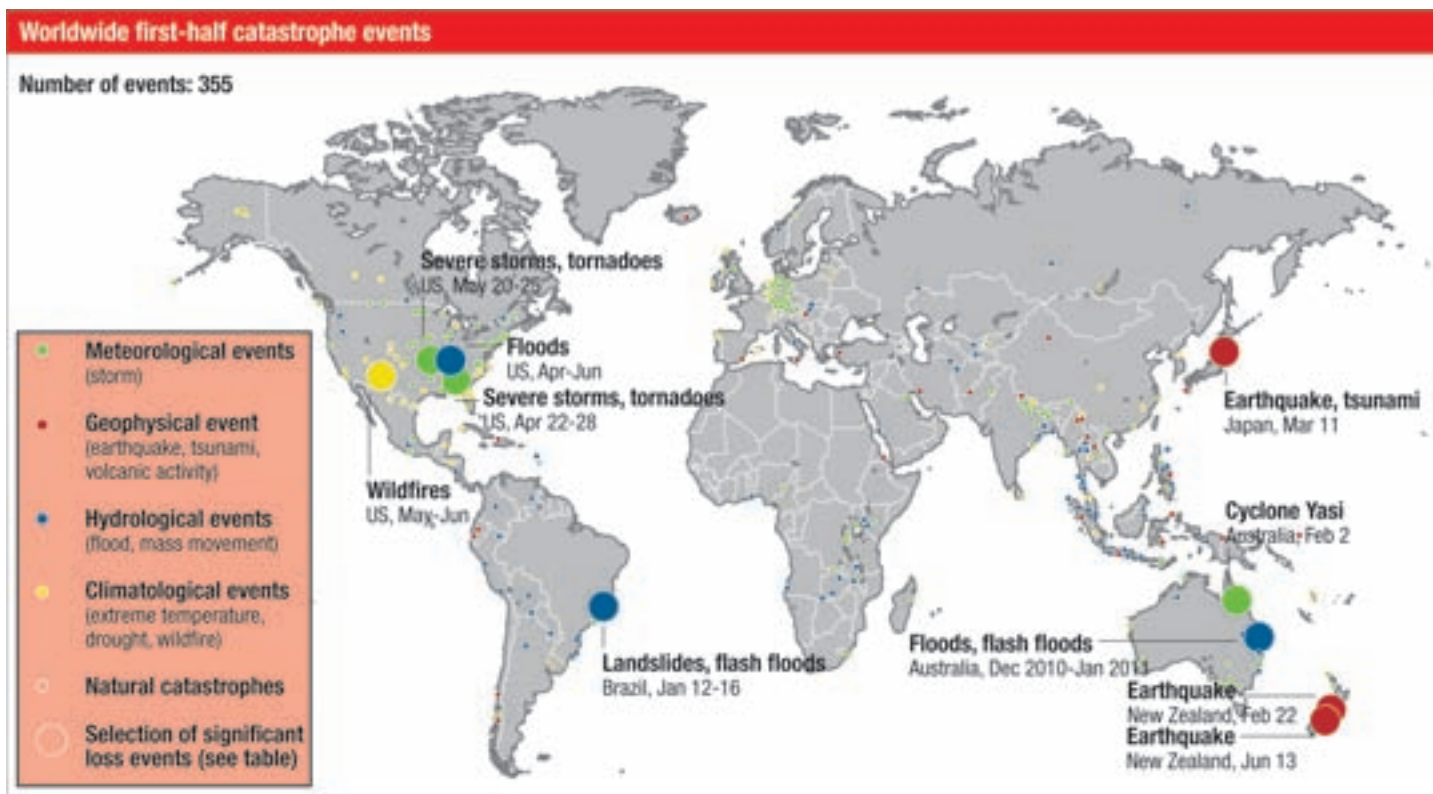 Worldwide first-half catastrophe events
Number of events: 355
Severe storms, tornadoes
US, May 20-25
Floods
US, Apr-Jun
Severe storms, tornadoes
US, Apr 22-28
Wildfires
US, May-Jun
Landslides, flash floods
Brazil, Jan 12-16
Earthquake, tsunami
Japan, Mar 11
Cyclone Yasi
Australia, Feb 2
Floods, flash floods
Australia, Dec 2010-Jan 2011
Earthquake
New Zealand, Feb 22
Earthquake
New Zealand, Jun 13
Meteorological events
(storm)
Geophysical event
(earthquake, tsunami,
volcanic activity)
Hydrological events
(flood, mass movement)
Climatological events
(extreme temperature,
drought, wildfire)
Natural catastrophes
Selection of significant
loss events (see table)